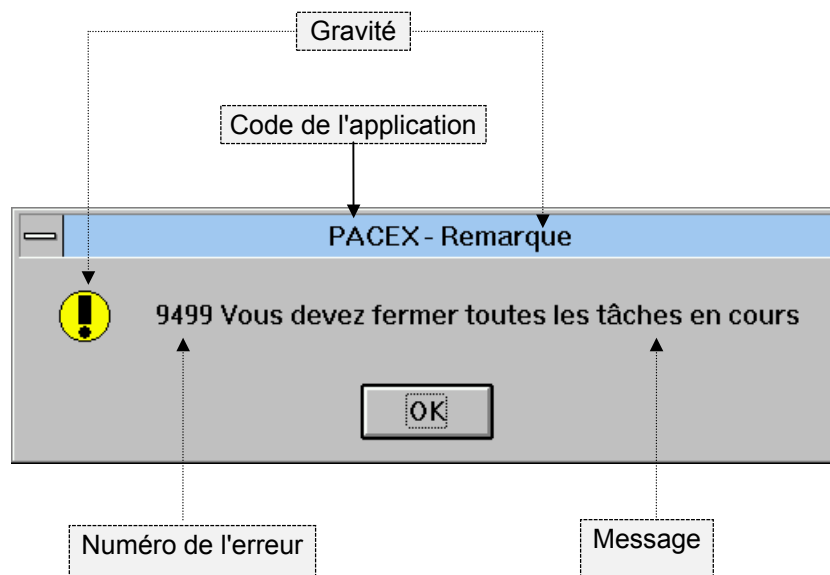 Gravité
Code de l'application
PACEX - Remarque
9499 Vous devez fermer toutes les tâches en cours
OK
Numéro de l'erreur
Message